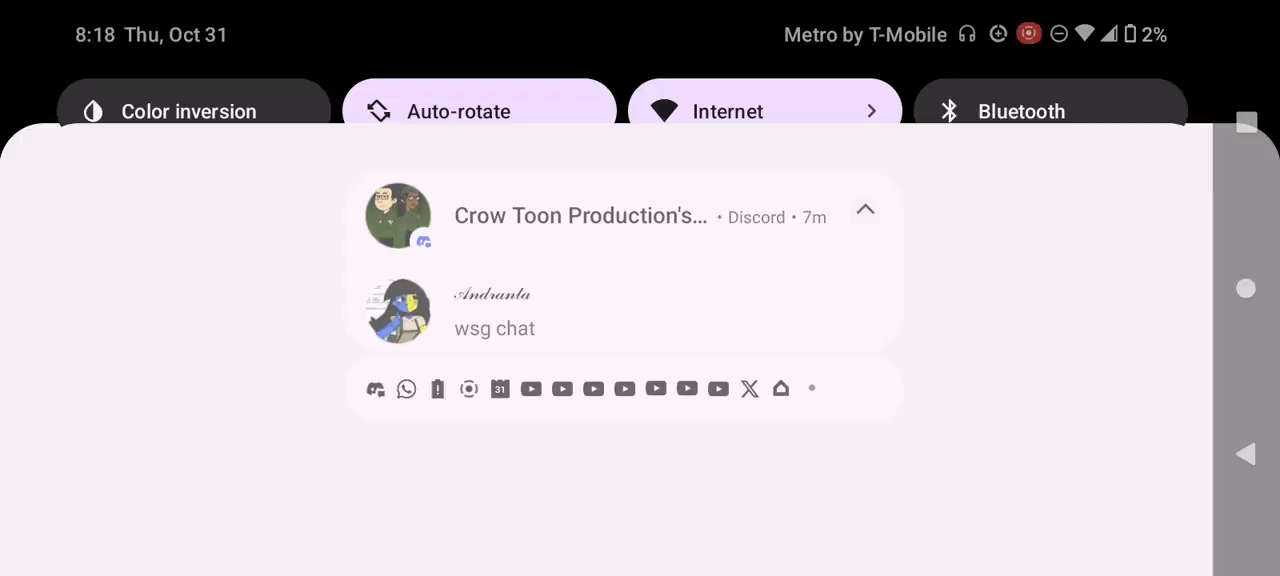 8:18 Thu, Oct 31
Metro by T-Mobile
2%
Color inversion
Auto-rotate
Internet
Bluetooth
Crow Toon Production's... • Discord • 7m
𝒜𝓃𝒹𝓇𝒶𝓃𝓉𝒶
wsg chat
31